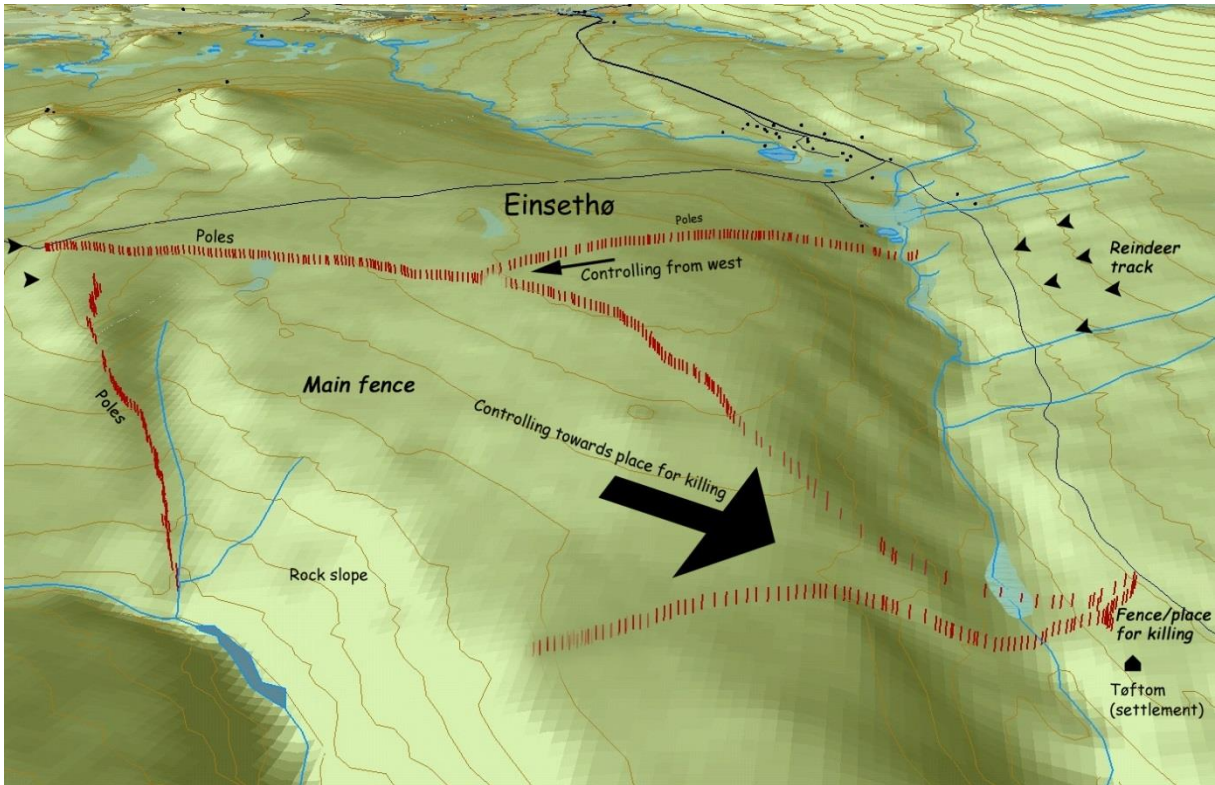 Einsethø
Poles
Poles
Controlling from west
Reindeer
track
Main fence
Poles
Controlling towards place for killing
Rock slope
Fence/place
for killing
Tøftom
(settlement)